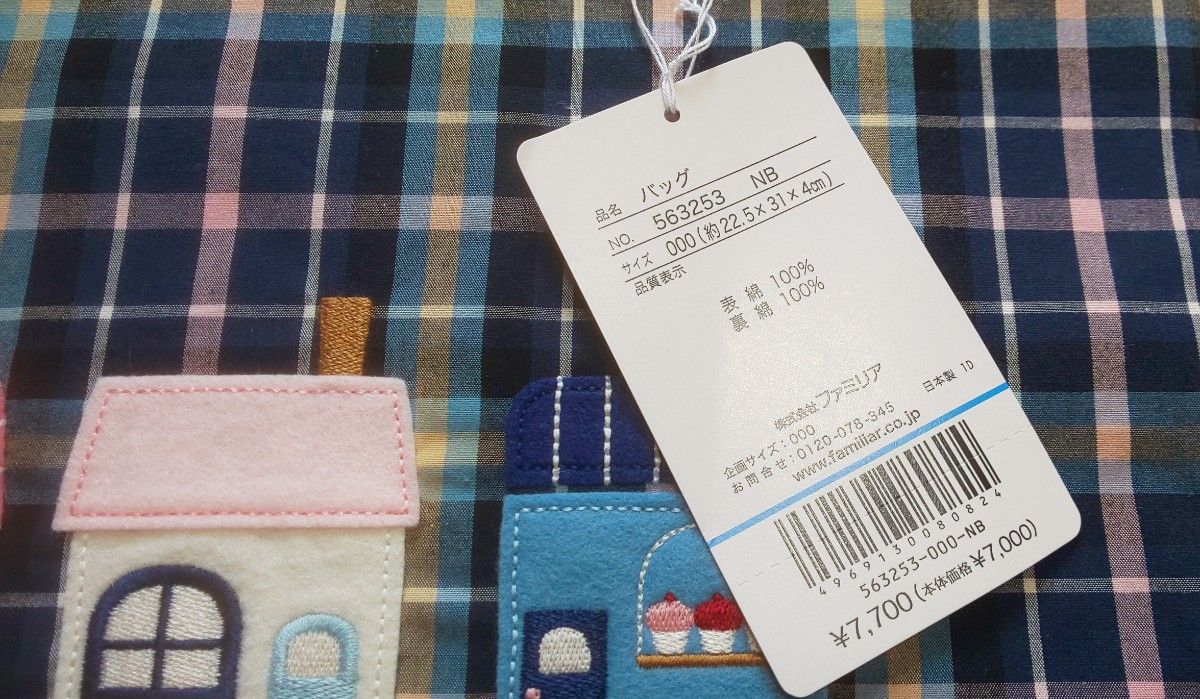 品名 バッグ
NO. 563253 NB
サイズ 000(約22.5×31×4cm)
品質表示
表 綿 100%
裏 綿 100%
株式会社ファミリア
日本製 1D
企画サイズ:000
お問合せ:0120-078-345
www.familiar.co.jp
4969130080824
563253-000-NB
¥7,700(本体価格¥7,000)